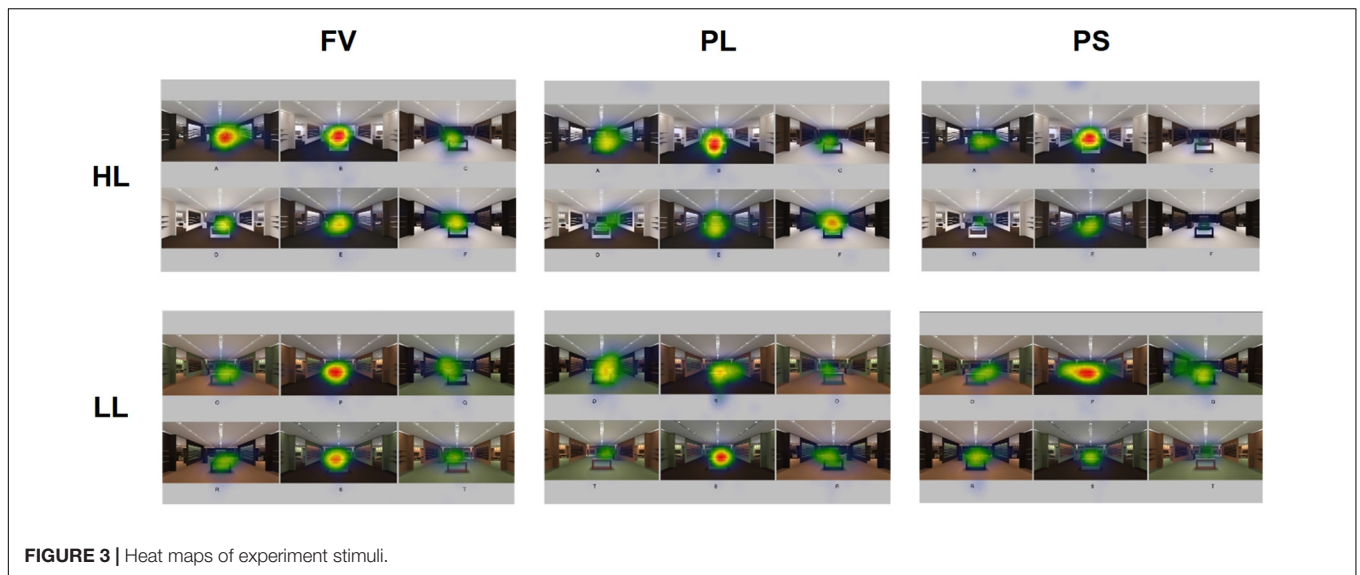 FV PL PS
HL
A B C A B C A C
D E F D E F D E F
LL
O P Q O P Q
R S T T S R S T
FIGURE 3 | Heat maps of experiment stimuli.